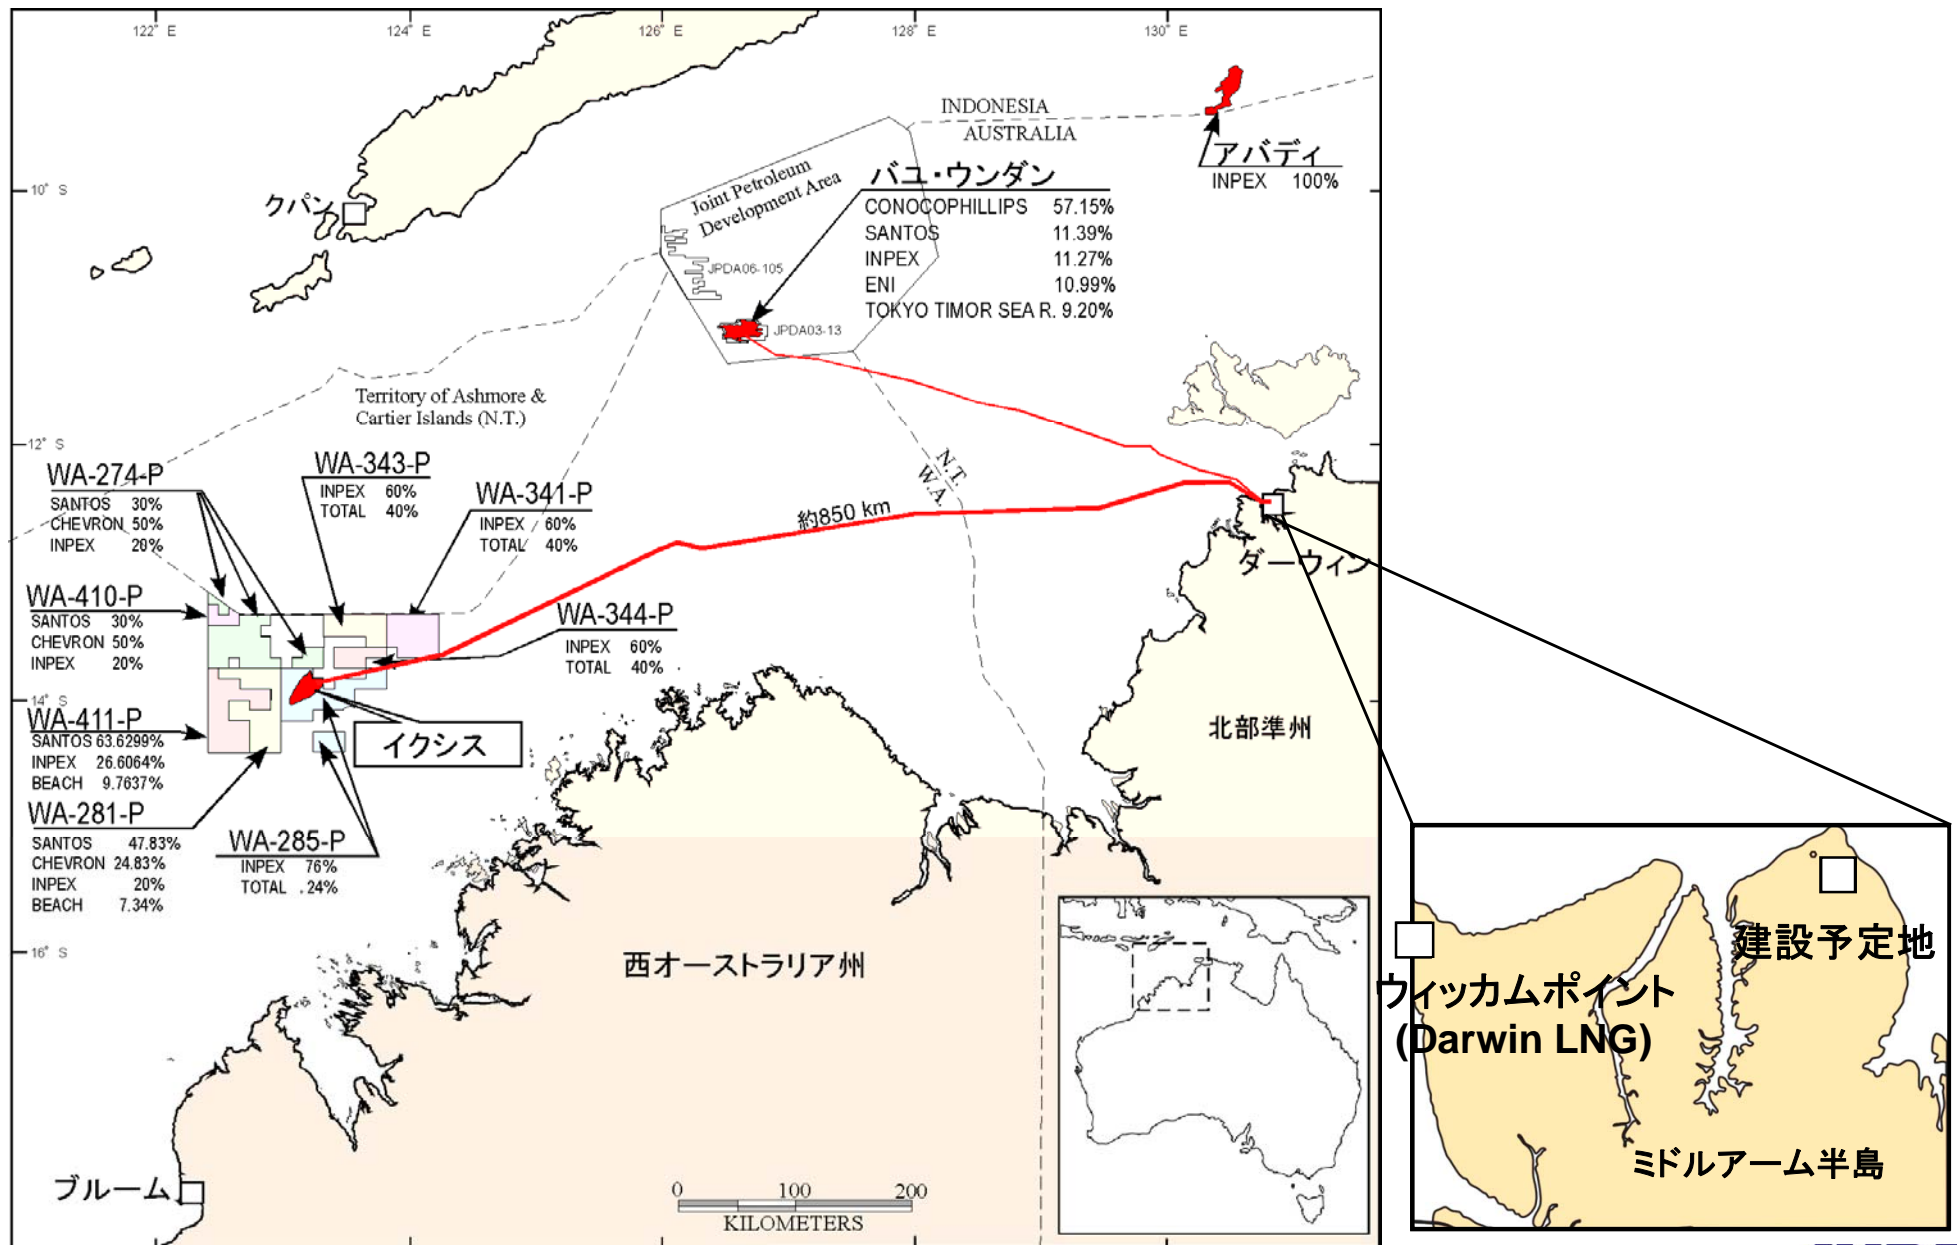 122° E
124° E
126° E
128° E
130° E
INDONESIA
AUSTRALIA
アバディ
INPEX 100%
10° S
クパン
Joint Petroleum
Development Area
バユ・ウンダン
CONOCOPHILLIPS 57.15%
SANTOS 11.39%
INPEX 11.27%
ENI 10.99%
TOKYO TIMOR SEA R. 9.20%
JPDA06-105
JPDA03-13
Territory of Ashmore &
Cartier Islands (N.T.)
12° S
N.T.
W.A.
約850 km
WA-274-P
SANTOS 30%
CHEVRON 50%
INPEX 20%
WA-343-P
INPEX 60%
TOTAL 40%
WA-341-P
INPEX 60%
TOTAL 40%
ダーウィン
WA-410-P
SANTOS 30%
CHEVRON 50%
INPEX 20%
WA-344-P
INPEX 60%
TOTAL 40%
14° S
WA-411-P
SANTOS 63.6299%
INPEX 26.6064%
BEACH 9.7637%
イクシス
北部準州
WA-281-P
SANTOS 47.83%
CHEVRON 24.83%
INPEX 20%
BEACH 7.34%
WA-285-P
INPEX 76%
TOTAL .24%
16° S
西オーストラリア州
建設予定地
ウィッカムポイント
(Darwin LNG)
ミドルアーム半島
ブルーム
0 100 200
KILOMETERS